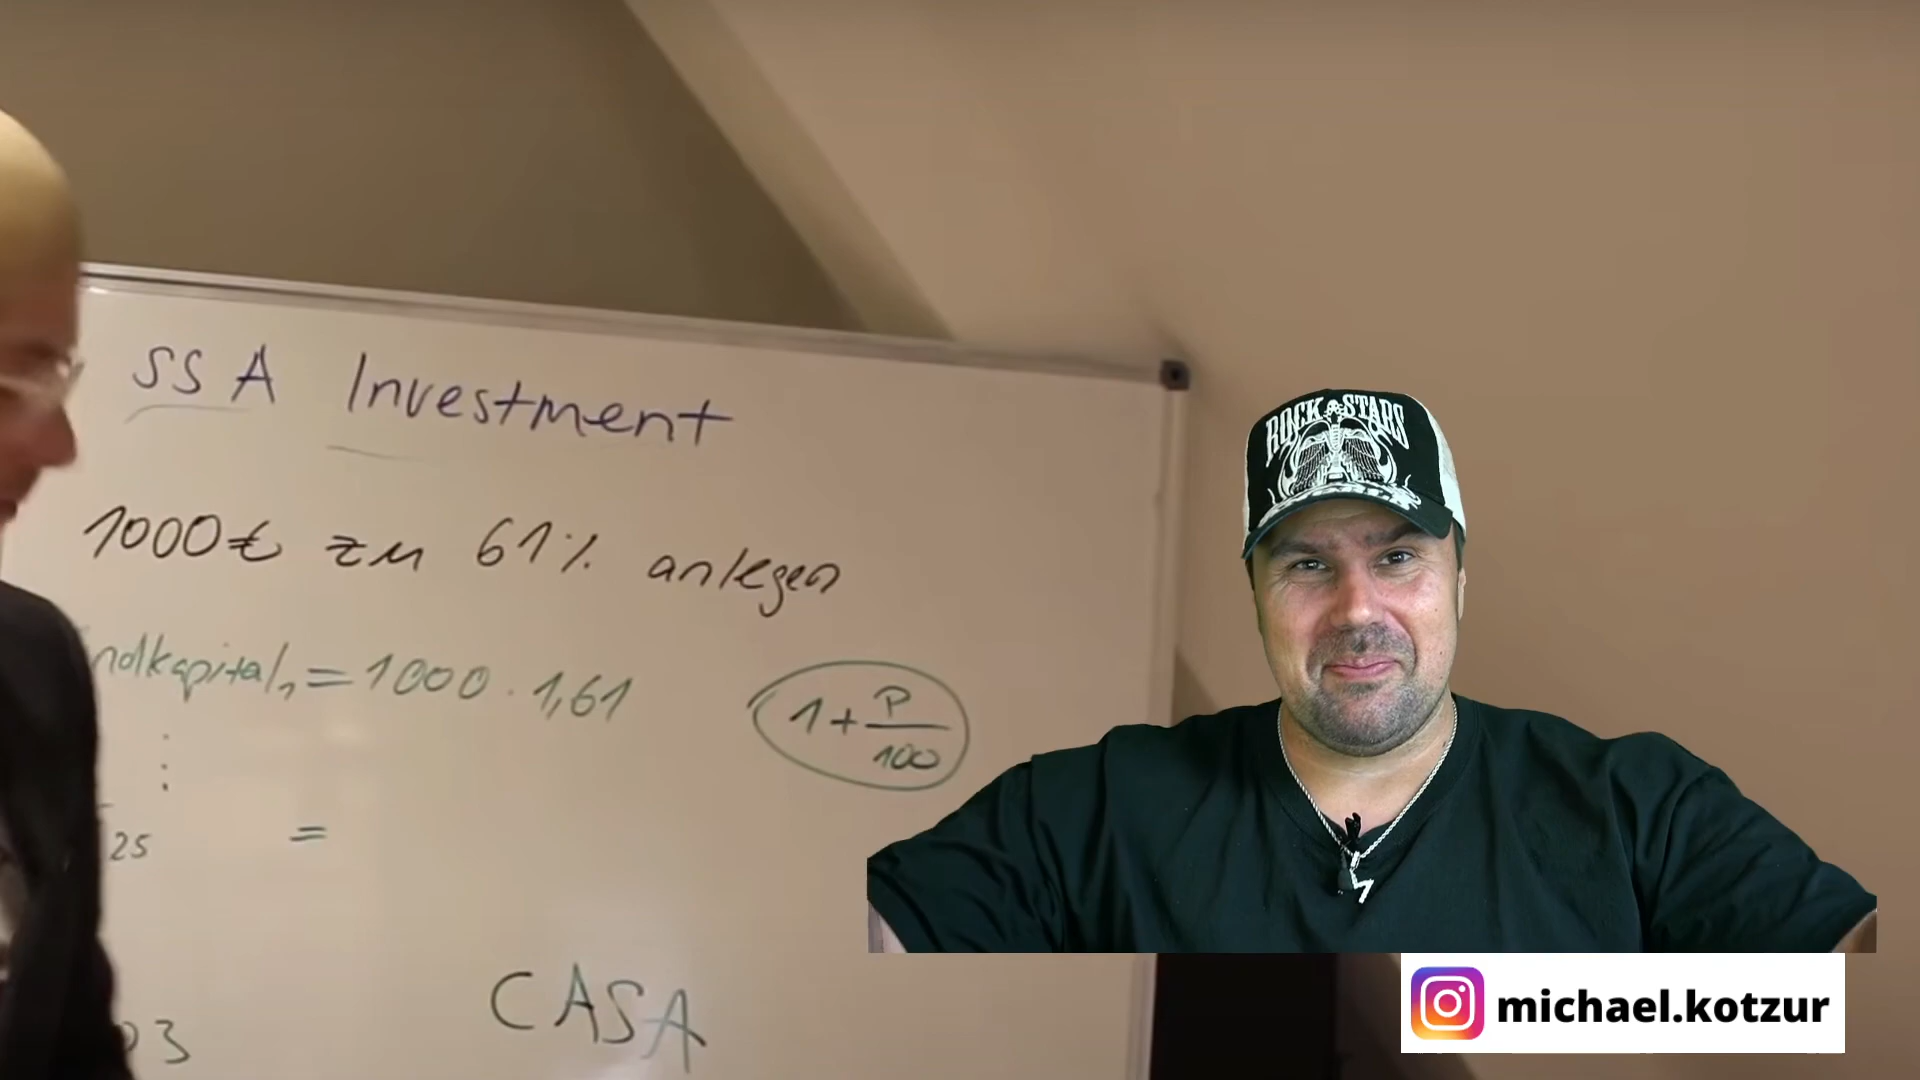 SSA Investment
1000€ zu 61% anlegen
ndkapital₁ = 1000 · 1,61
1 + P
100
25 =
CASA
03
ROCK STARS
michael.kotzur